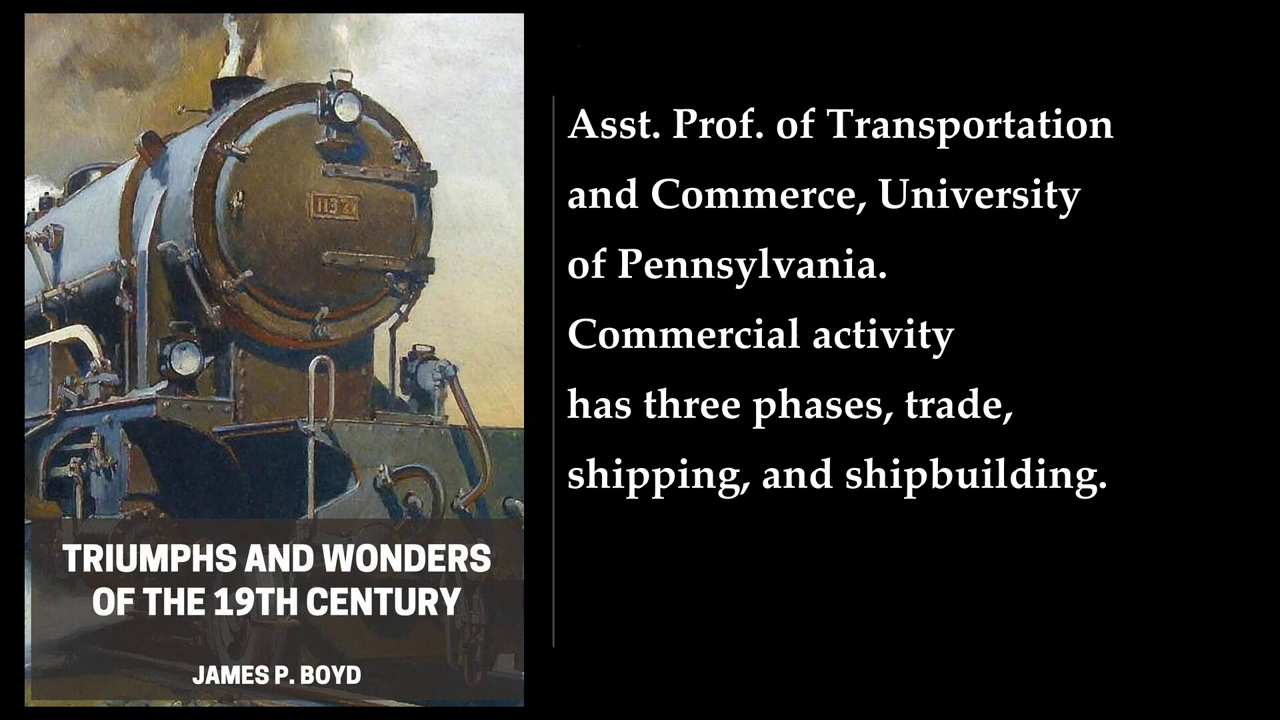 Asst. Prof. of Transportation
and Commerce, University
of Pennsylvania.
Commercial activity
has three phases, trade,
shipping, and shipbuilding.
1132
TRIUMPHS AND WONDERS
OF THE 19TH CENTURY
JAMES P. BOYD